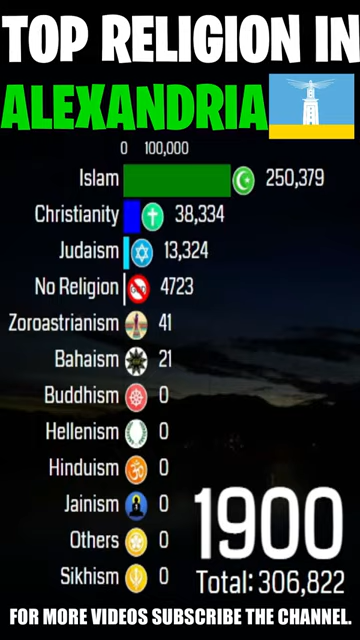 TOP RELIGION IN
ALEXANDRIA
0 100,000
Islam 250,379
Christianity 38,334
Judaism 13,324
No Religion 4723
Zoroastrianism 41
Bahaism 21
Buddhism 0
Hellenism 0
Hinduism 0
Jainism 0
Others 0
Sikhism 0
1900
Total: 306,822
FOR MORE VIDEOS SUBSCRIBE THE CHANNEL.